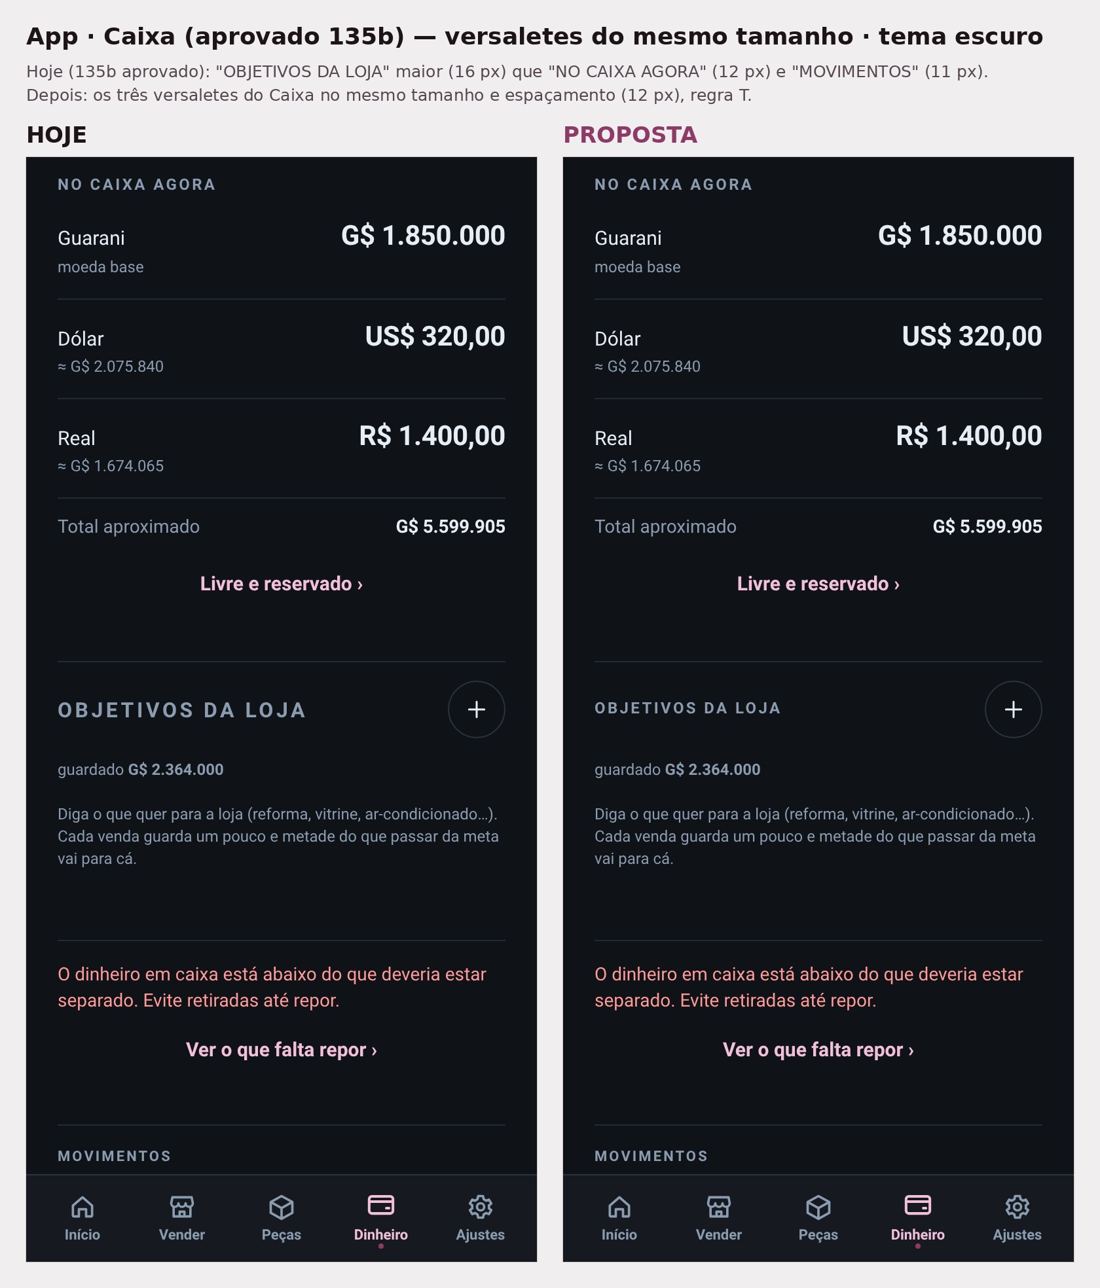 App · Caixa (aprovado 135b) — versaletes do mesmo tamanho · tema escuro
Hoje (135b aprovado): "OBJETIVOS DA LOJA" maior (16 px) que "NO CAIXA AGORA" (12 px) e "MOVIMENTOS" (11 px).
Depois: os três versaletes do Caixa no mesmo tamanho e espaçamento (12 px), regra T.
HOJE
NO CAIXA AGORA
Guarani G$ 1.850.000
moeda base
Dólar US$ 320,00
≈ G$ 2.075.840
Real R$ 1.400,00
≈ G$ 1.674.065
Total aproximado G$ 5.599.905
Livre e reservado ›
OBJETIVOS DA LOJA +
guardado G$ 2.364.000
Diga o que quer para a loja (reforma, vitrine, ar-condicionado…).
Cada venda guarda um pouco e metade do que passar da meta
vai para cá.
O dinheiro em caixa está abaixo do que deveria estar
separado. Evite retiradas até repor.
Ver o que falta repor ›
MOVIMENTOS
Início Vender Peças Dinheiro Ajustes
PROPOSTA
NO CAIXA AGORA
Guarani G$ 1.850.000
moeda base
Dólar US$ 320,00
≈ G$ 2.075.840
Real R$ 1.400,00
≈ G$ 1.674.065
Total aproximado G$ 5.599.905
Livre e reservado ›
OBJETIVOS DA LOJA +
guardado G$ 2.364.000
Diga o que quer para a loja (reforma, vitrine, ar-condicionado…).
Cada venda guarda um pouco e metade do que passar da meta
vai para cá.
O dinheiro em caixa está abaixo do que deveria estar
separado. Evite retiradas até repor.
Ver o que falta repor ›
MOVIMENTOS
Início Vender Peças Dinheiro Ajustes